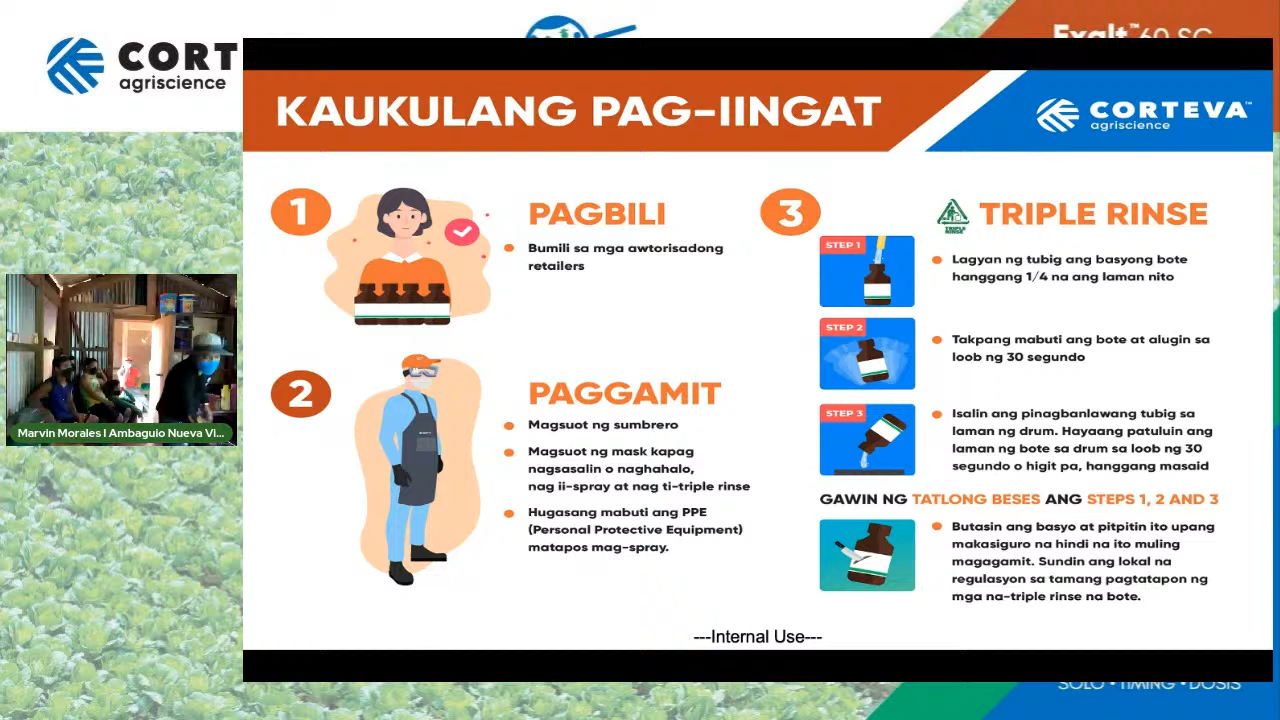 CORT
agriscience
Exalt™ 60 SC
KAUKULANG PAG-IINGAT
CORTEVA™
agriscience
1
PAGBILI
Bumili sa mga awtorisadong
retailers
2
PAGGAMIT
Magsuot ng sumbrero
Magsuot ng mask kapag
nagsasalin o naghahalo,
nag ii-spray at nag ti-triple rinse
Hugasang mabuti ang PPE
(Personal Protective Equipment)
matapos mag-spray.
3
TRIPLE RINSE
TRIPLE RINSE
STEP 1
Lagyan ng tubig ang basyong bote
hanggang 1/4 na ang laman nito
STEP 2
Takpang mabuti ang bote at alugin sa
loob ng 30 segundo
STEP 3
Isalin ang pinagbanlawang tubig sa
laman ng drum. Hayaang patuluin ang
laman ng bote sa drum sa loob ng 30
segundo o higit pa, hanggang masaid
GAWIN NG TATLONG BESES ANG STEPS 1, 2 AND 3
Butasin ang basyo at pitpitin ito upang
makasiguro na hindi na ito muling
magagamit. Sundin ang lokal na
regulasyon sa tamang pagtatapon ng
mga na-triple rinse na bote.
---Internal Use---
Marvin Morales I Ambaguio Nueva Vi...
SOLO • TIMING • DOSIS